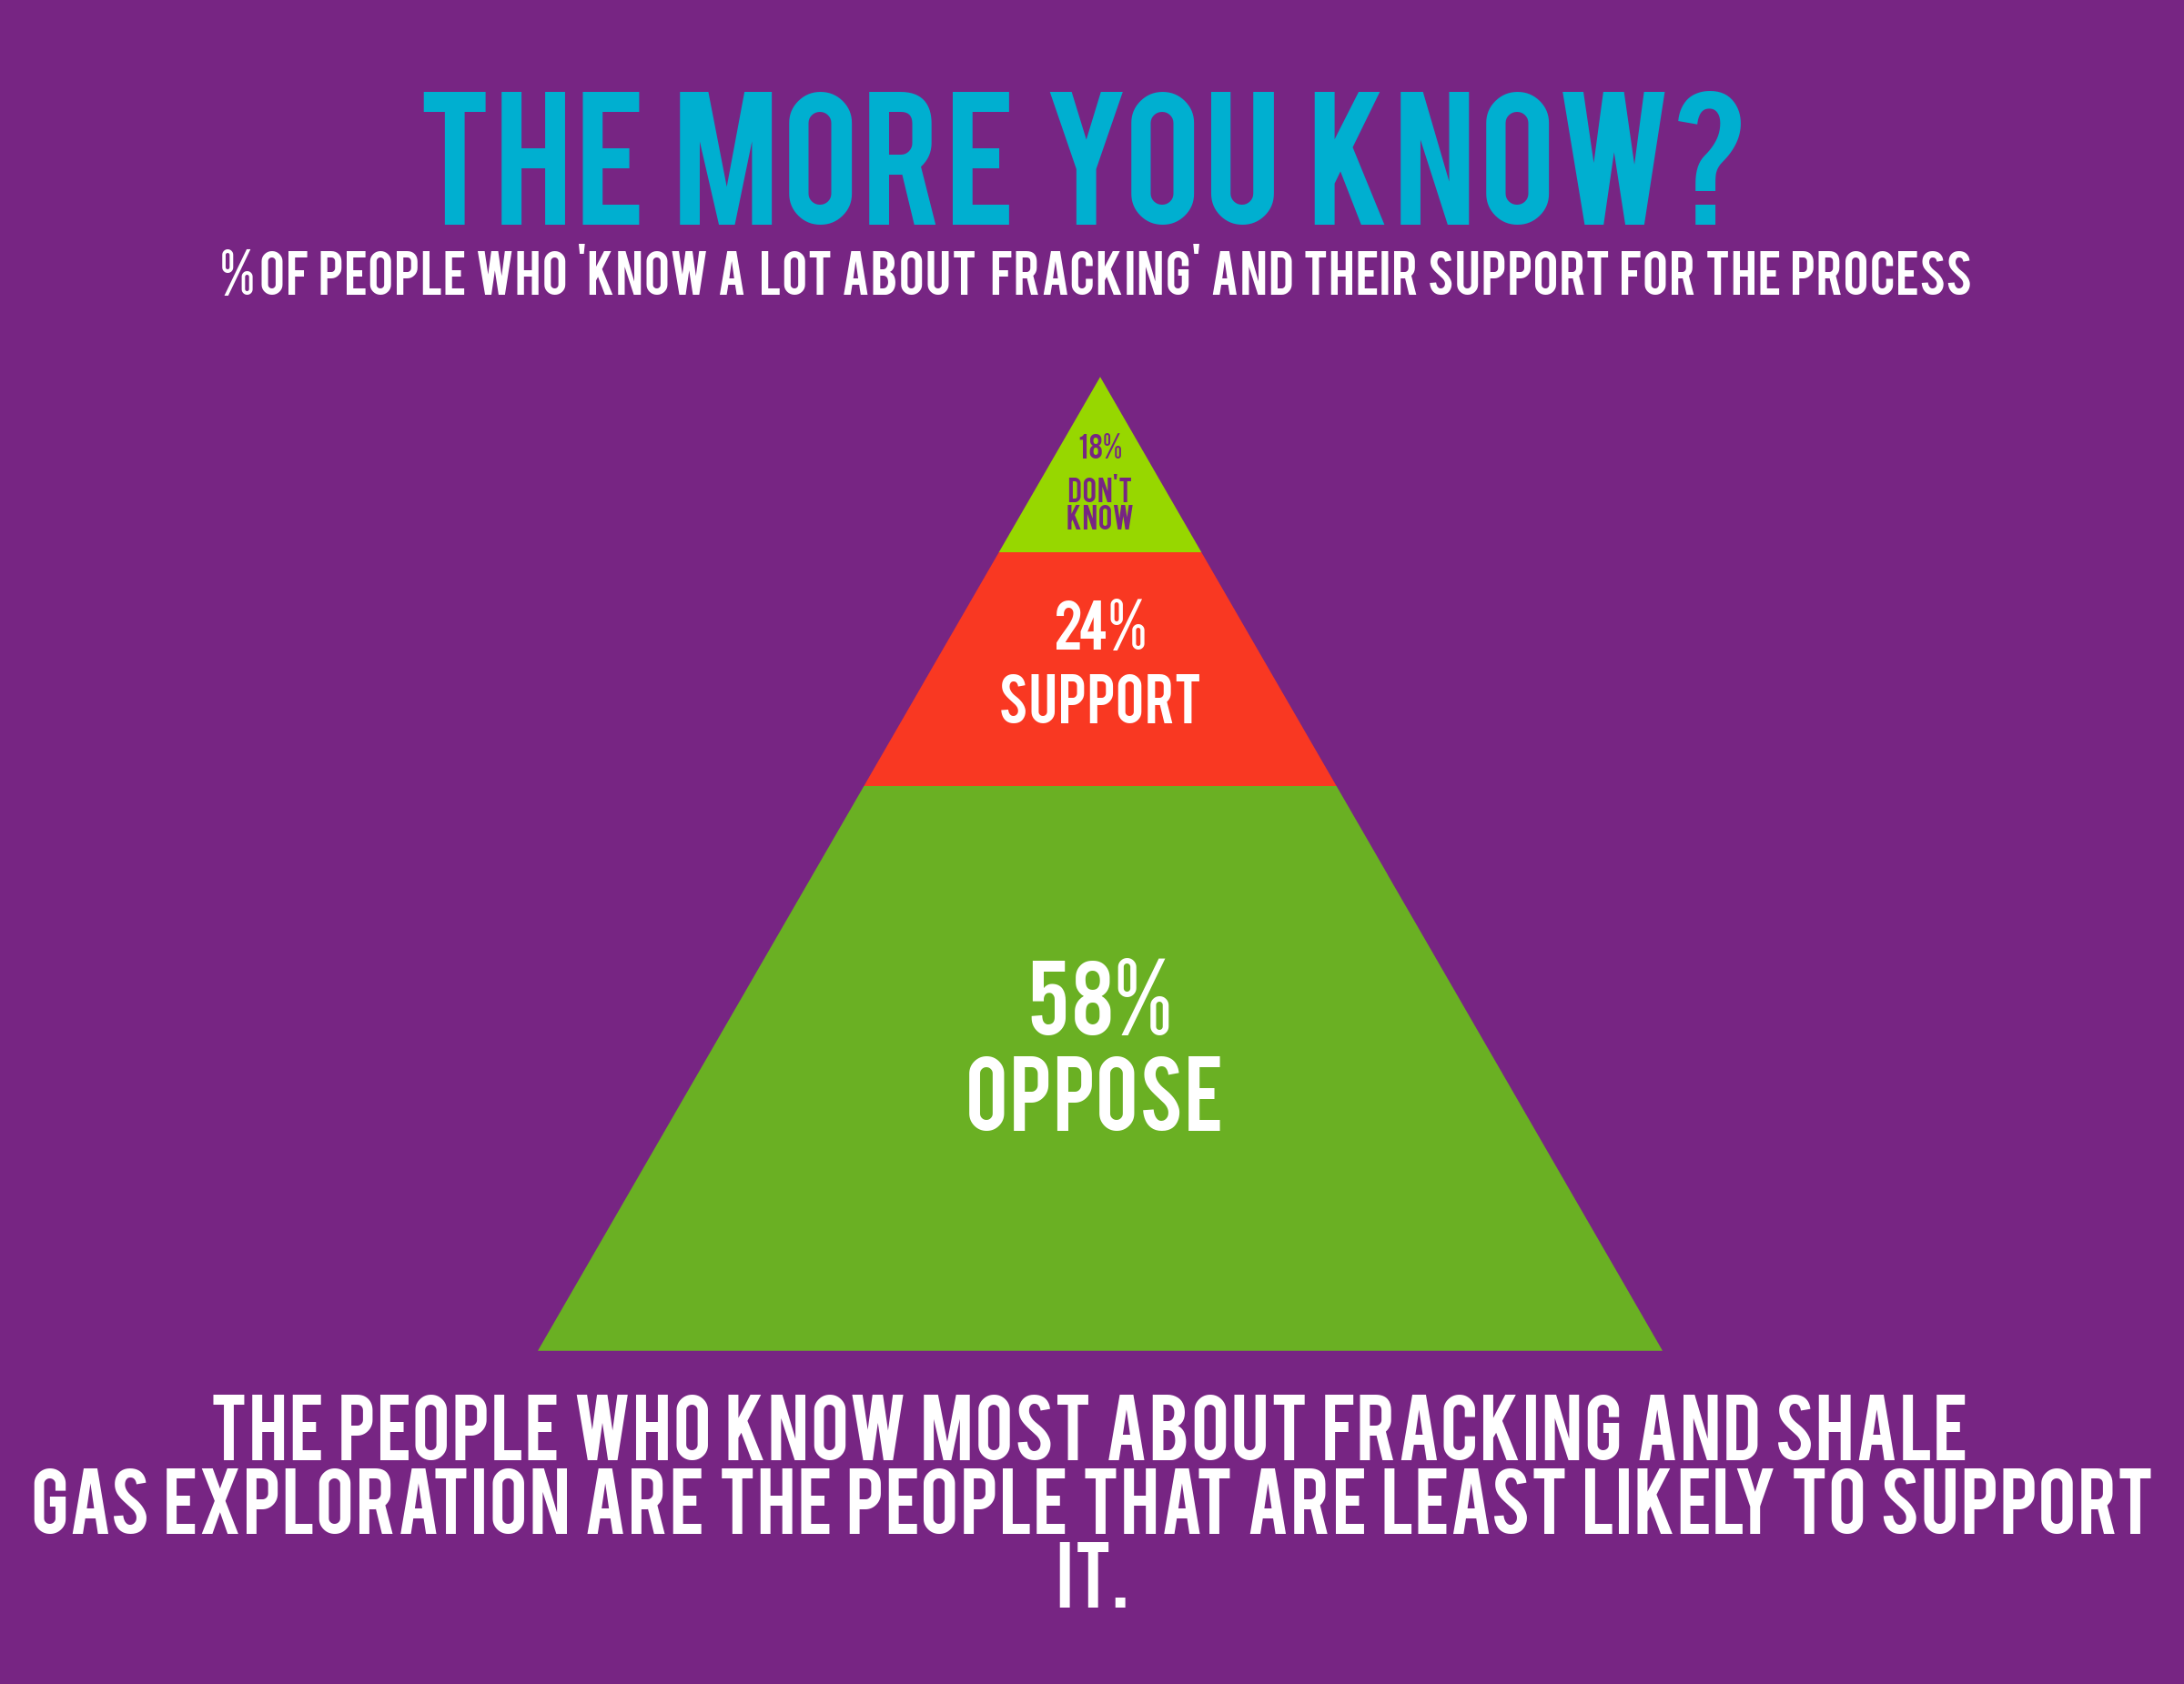 THE MORE YOU KNOW?
%OF PEOPLE WHO 'KNOW A LOT ABOUT FRACKING' AND THEIR SUPPORT FOR THE PROCESS
18%
DON'T
KNOW
24%
SUPPORT
58%
OPPOSE
THE PEOPLE WHO KNOW MOST ABOUT FRACKING AND SHALE
GAS EXPLORATION ARE THE PEOPLE THAT ARE LEAST LIKELY TO SUPPORT
IT.